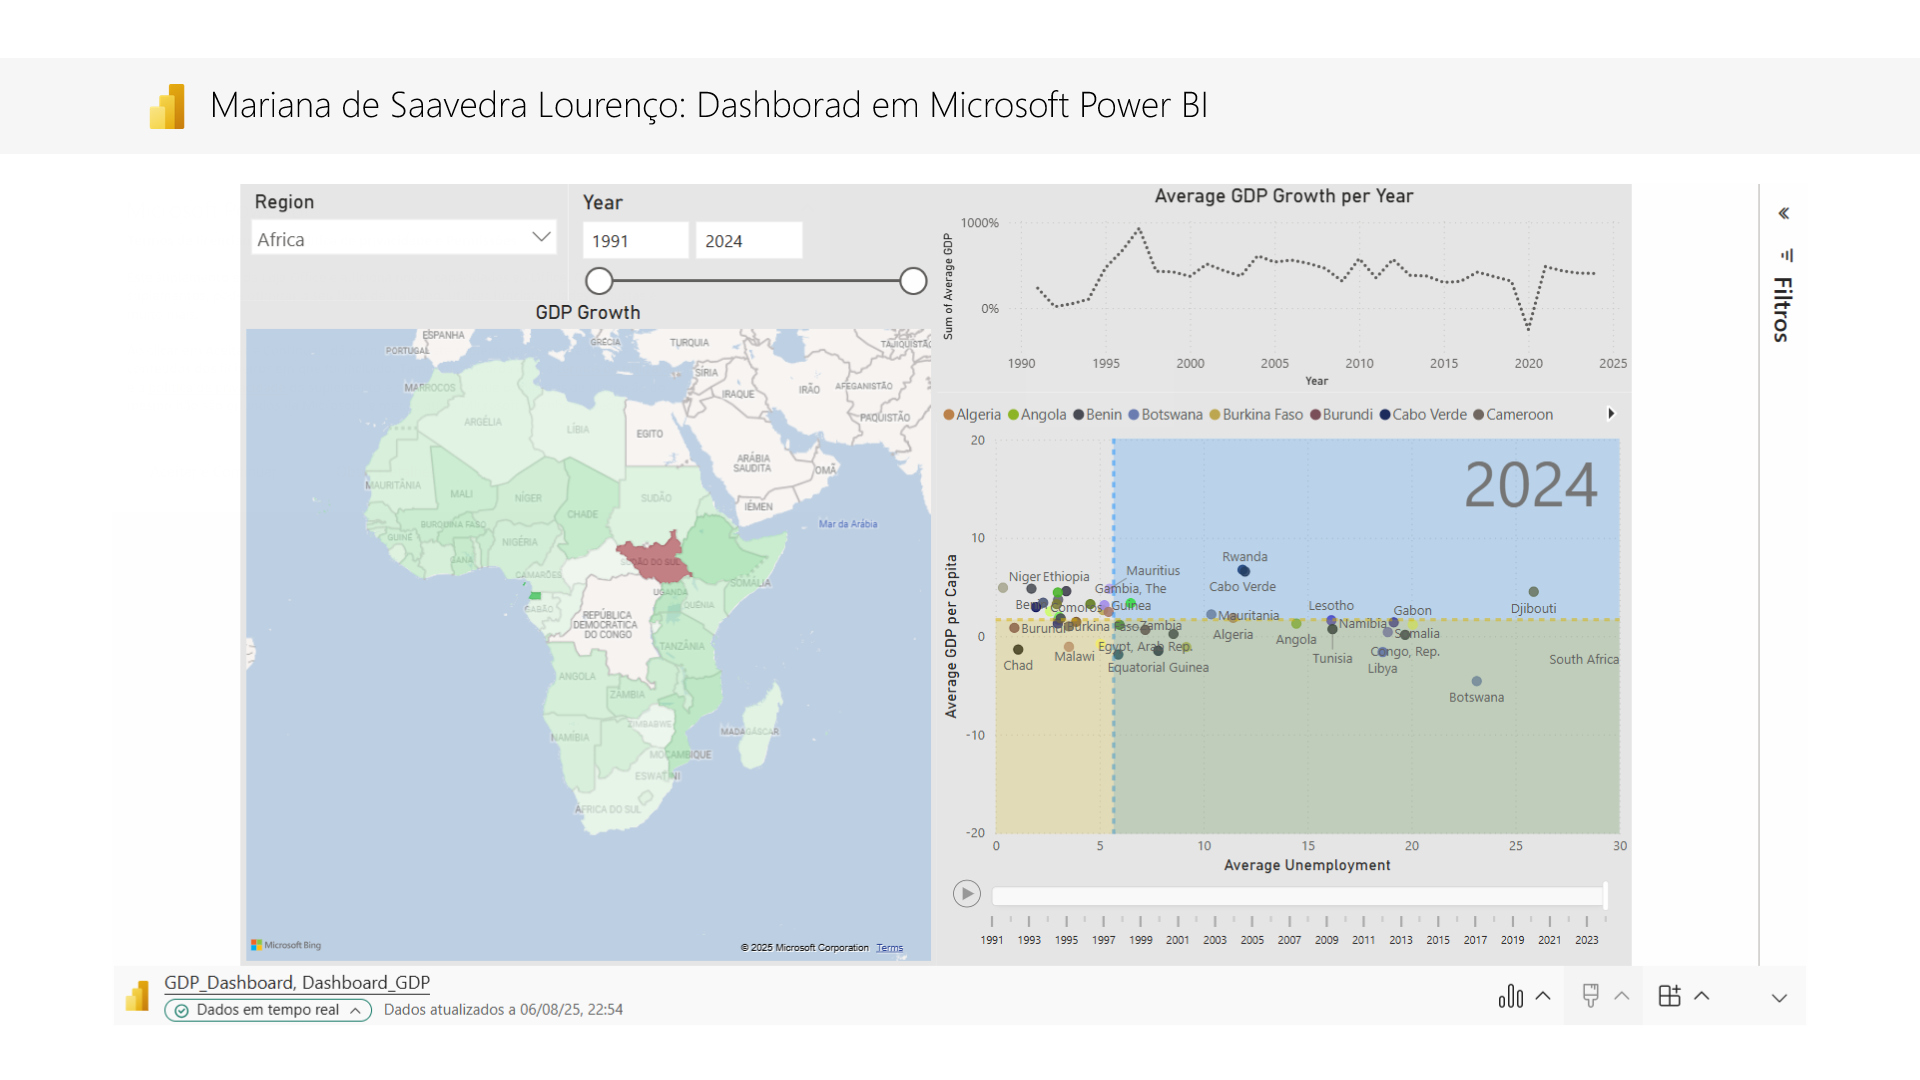 Mariana de Saavedra Lourenço: Dashborad em Microsoft Power BI
Region
Africa
Year
1991
2024
GDP Growth
ESPANHA
PORTUGAL
GRÉCIA
TURQUIA
TAJIQUISTÃO
SÍRIA
IRAQUE
IRÃO
AFEGANISTÃO
PAQUISTÃO
MARROCOS
ARGÉLIA
LÍBIA
EGITO
ARÁBIA
SAUDITA
OMÃ
IÉMEN
Mar da Arábia
MAURITÂNIA
MALI
NÍGER
CHADE
SUDÃO
BURQUINA FASO
GUINÉ
GANA
NIGÉRIA
CAMARÕES
SUDÃO DO SUL
SOMÁLIA
UGANDA
QUÉNIA
GABÃO
REPÚBLICA
DEMOCRÁTICA
DO CONGO
TANZÂNIA
ANGOLA
ZÂMBIA
ZIMBABWE
NAMÍBIA
MADAGÁSCAR
MOÇAMBIQUE
ESWATINI
ÁFRICA DO SUL
Microsoft Bing
© 2025 Microsoft Corporation Terms
Average GDP Growth per Year
Sum of Average GDP
1000%
0%
1990 1995 2000 2005 2010 2015 2020 2025
Year
Algeria Angola Benin Botswana Burkina Faso Burundi Cabo Verde Cameroon
Average GDP per Capita
20
10
0
-10
-20
2024
Rwanda
Cabo Verde
Niger Ethiopia
Mauritius
Gambia, The
Guinea
Comoros
Djibouti
Burundi
Burkina Faso
Zambia
Mauritania
Algeria
Lesotho
Angola
Namibia
Gabon
Somalia
Tunisia
Congo, Rep.
Libya
South Africa
Botswana
Chad
Malawi
Egypt, Arab Rep.
Equatorial Guinea
0 5 10 15 20 25 30
Average Unemployment
1991 1993 1995 1997 1999 2001 2003 2005 2007 2009 2011 2013 2015 2017 2019 2021 2023
Filtros
GDP_Dashboard, Dashboard_GDP
Dados em tempo real
Dados atualizados a 06/08/25, 22:54